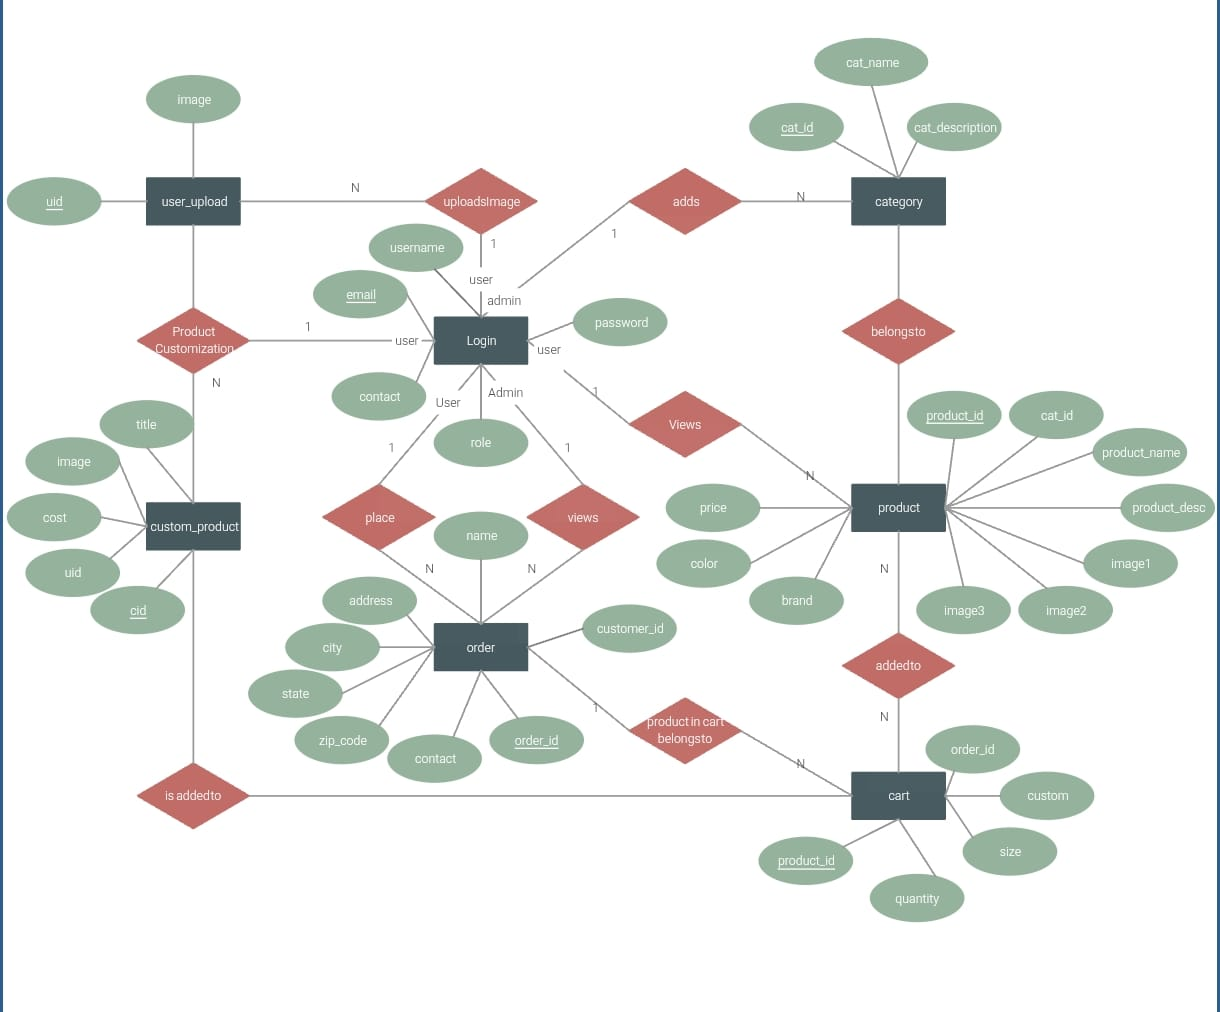 cat_name
image
cat_id
cat_description
N
uid
user_upload
uploadsImage
adds
N
category
1
1
username
user
admin
email
password
1
Product
Customization
user
Login
user
belongsto
N
contact
User
Admin
1
title
role
1
1
Views
product_id
cat_id
image
N
product_name
cost
custom_product
place
name
views
price
product
product_desc
uid
N
N
color
N
image1
cid
address
brand
image3
image2
city
order
customer_id
addedto
state
1
product in cart
belongsto
N
zip_code
contact
order_id
N
order_id
is addedto
cart
custom
product_id
size
quantity